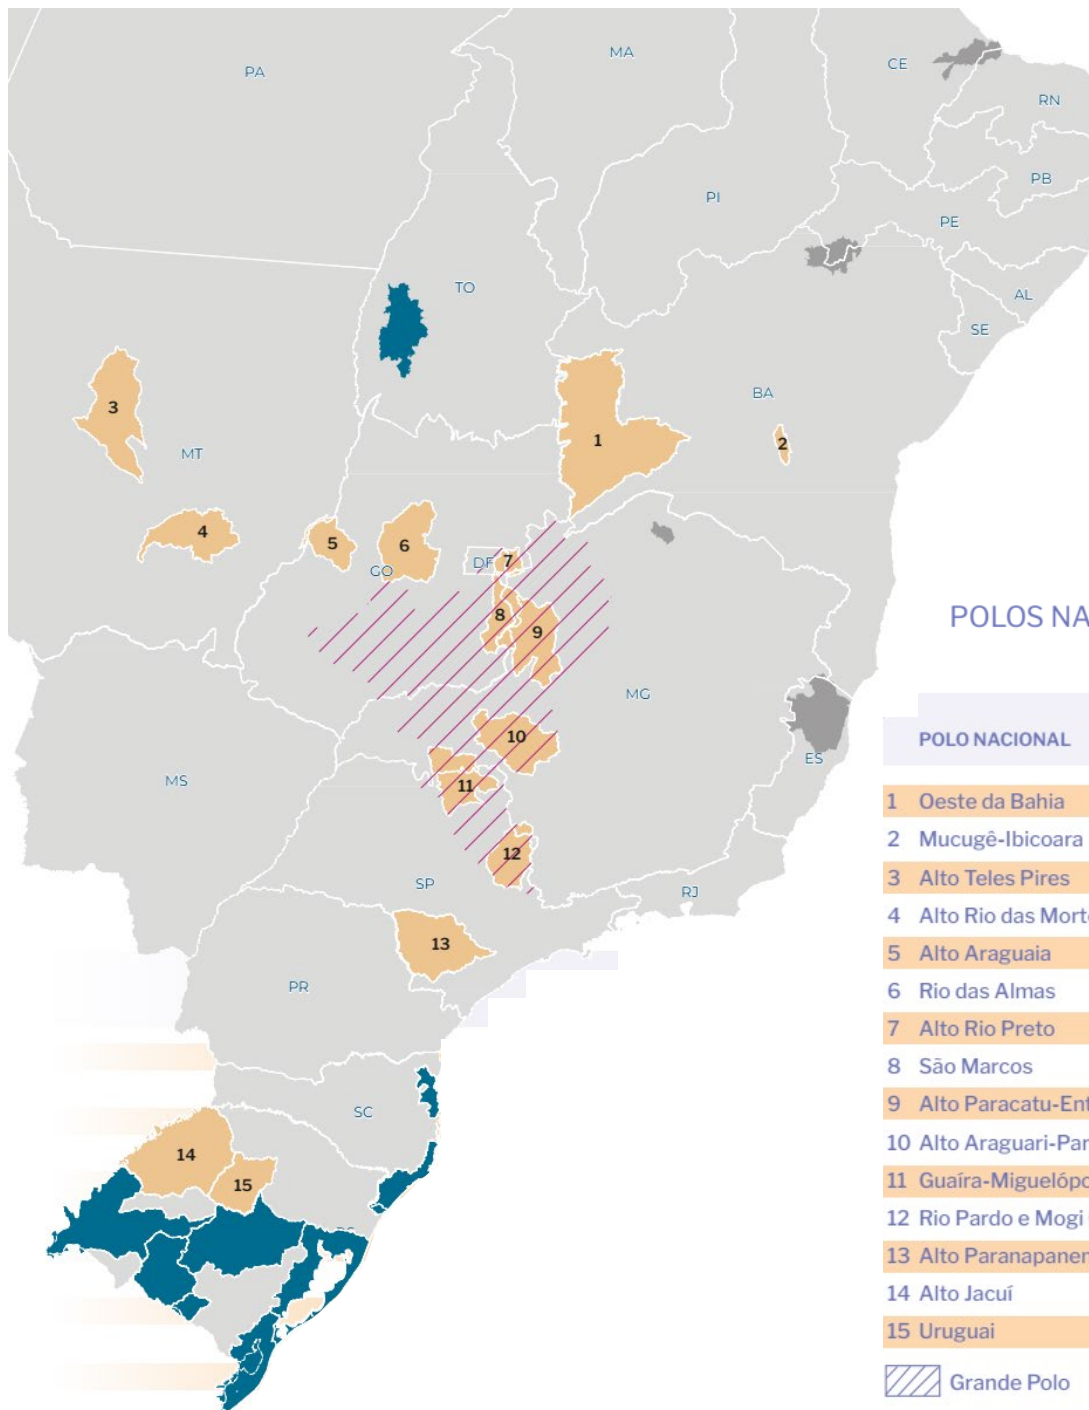 MA
CE
PA
RN
PB
PI
PE
TO
AL
SE
BA
3
1
2
MT
4
5
6
GO
DF
7
8
9
POLOS NA
MG
POLO NACIONAL
10
MS
ES
11
1 Oeste da Bahia
2 Mucugê-Ibicoara
12
3 Alto Teles Pires
SP
RJ
4 Alto Rio das Mort
13
5 Alto Araguaia
PR
6 Rio das Almas
7 Alto Rio Preto
8 São Marcos
SC
9 Alto Paracatu-Ent
14
10 Alto Araguari-Par
15
11 Guaíra-Miguelópo
12 Rio Pardo e Mogi
13 Alto Paranapanem
14 Alto Jacuí
15 Uruguai
Grande Polo